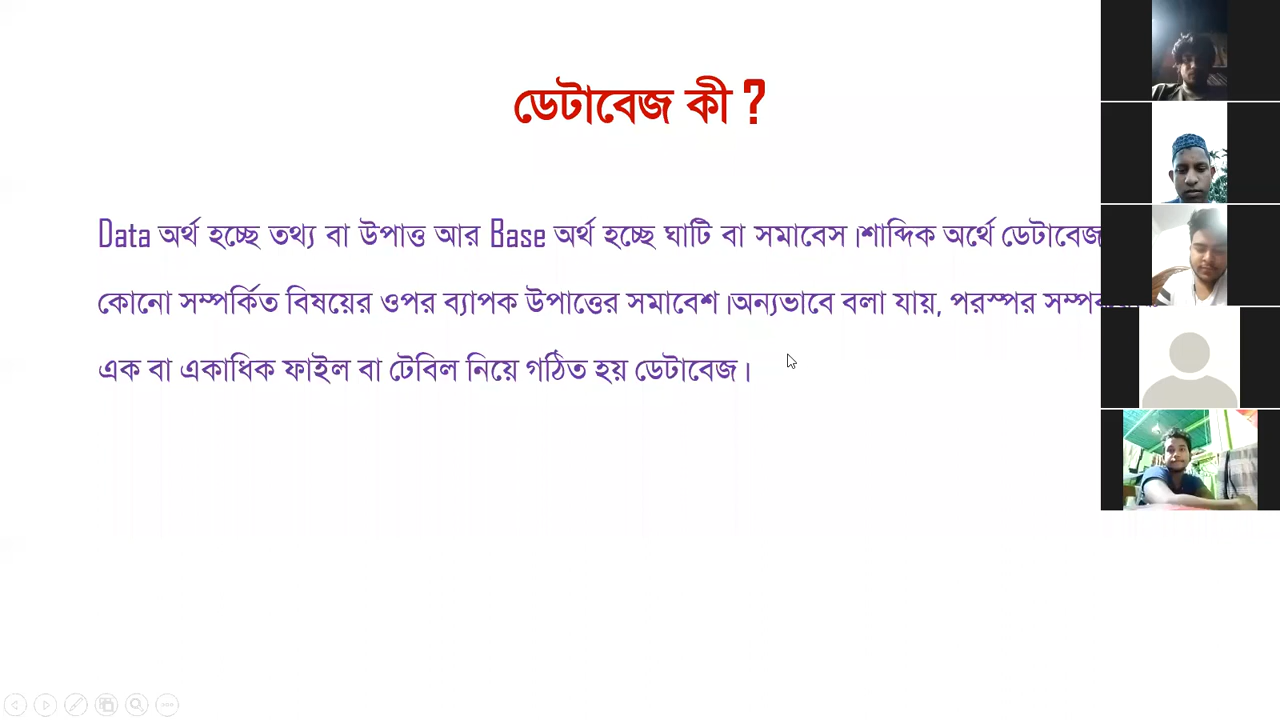 ডেটাবেজ কী ?
Data অর্থ হচ্ছে তথ্য বা উপাত্ত আর Base অর্থ হচ্ছে ঘাটি বা সমাবেস।শাব্দিক অর্থে ডেটাবেজ
কোনো সম্পর্কিত বিষয়ের ওপর ব্যাপক উপাত্তের সমাবেশ।অন্যভাবে বলা যায়, পরস্পর
এক বা একাধিক ফাইল বা টেবিল নিয়ে গঠিত হয় ডেটাবেজ।